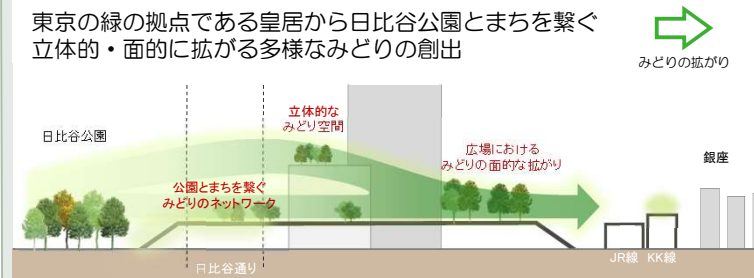 東京の緑の拠点である皇居から日比谷公園とまちを繋ぐ
立体的・面的に拡がる多様なみどりの創出
みどりの拡がり
日比谷公園
立体的な
みどり空間
広場における
みどりの面的な拡がり
銀座
公園とまちを繋ぐ
みどりのネットワーク
JR線 KK線
日比谷通り